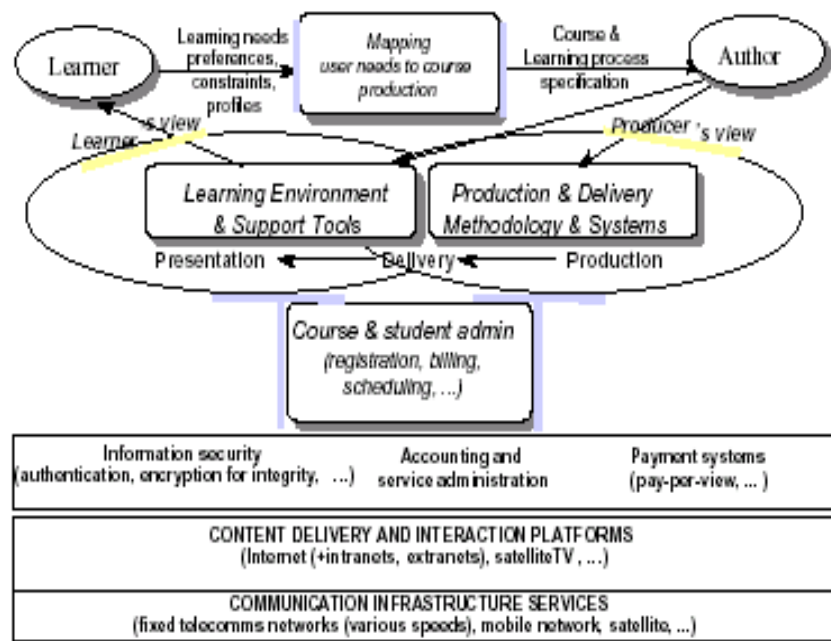 Learner
Learning needs
preferences,
constraints,
profiles
Mapping
user needs to course
production
Course &
Learning process
specification
Author
Learner 's view
Producer 's view
Learning Environment
& Support Tools
Production & Delivery
Methodology & Systems
Presentation
Delivery
Production
Course & student admin
(registration, billing,
scheduling, ...)
Information security
(authentication, encryption for integrity, ...)
Accounting and
service administration
Payment systems
(pay-per-view, ... )
CONTENT DELIVERY AND INTERACTION PLATFORMS
(Internet (+intranets, extranets), satelliteTV , ...)
COMMUNICATION INFRASTRUCTURE SERVICES
(fixed telecomms networks (various speeds), mobile network, satellite, ...)